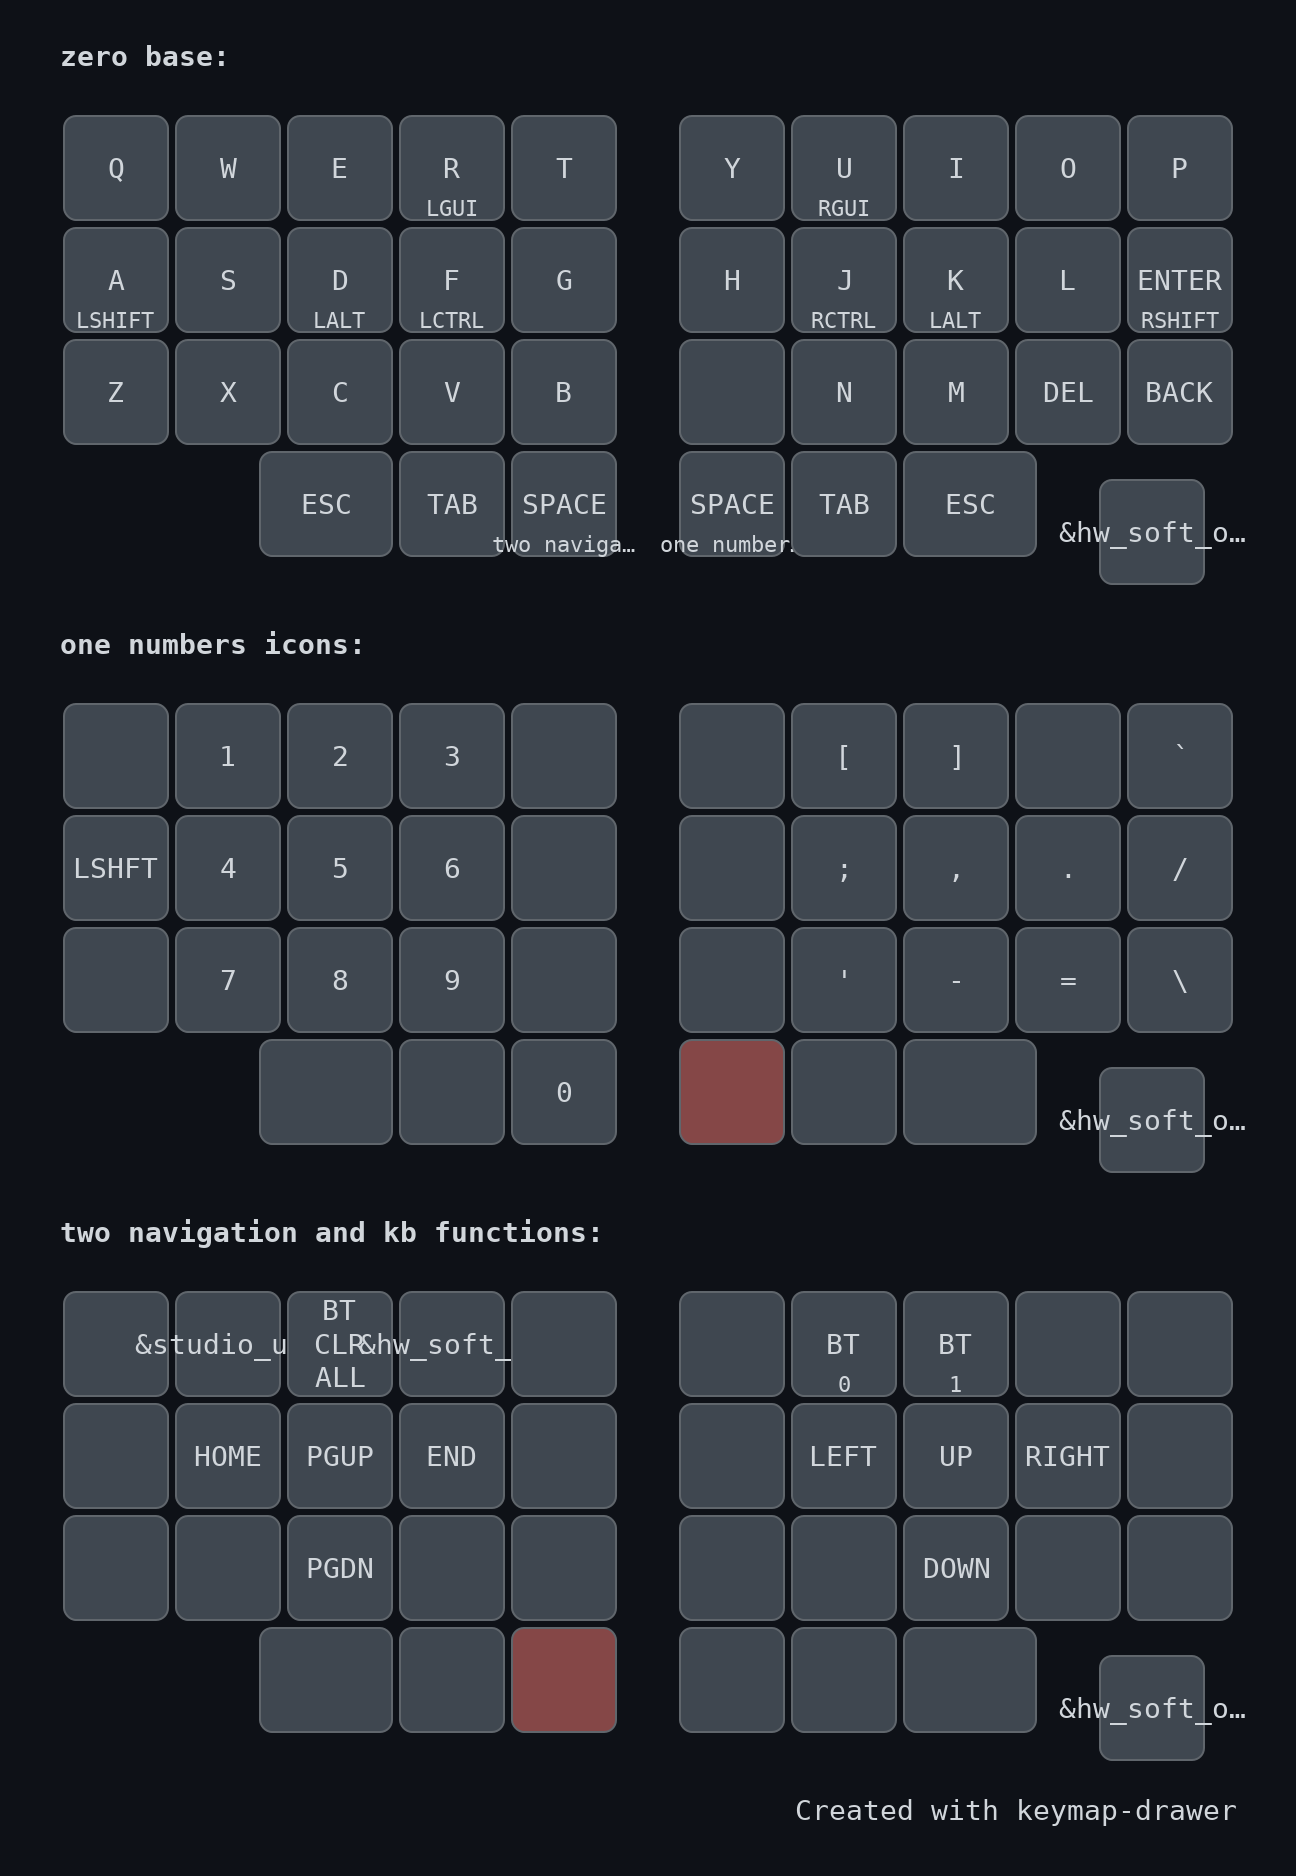 zero base:
Q W E R T Y U I O P
LGUI RGUI
A S D F G H J K L ENTER
LSHIFT LALT LCTRL RCTRL LALT RSHIFT
Z X C V B N M DEL BACK
ESC TAB SPACE SPACE TAB ESC &hw_soft_o…
two naviga… one number…
one numbers icons:
1 2 3 [ ] `
LSHFT 4 5 6 ; , . /
7 8 9 ' - = \
0 &hw_soft_o…
two navigation and kb functions:
BT
&studio_u CLR &hw_soft_ BT BT
ALL 0 1
HOME PGUP END LEFT UP RIGHT
PGDN DOWN
&hw_soft_o…
Created with keymap-drawer